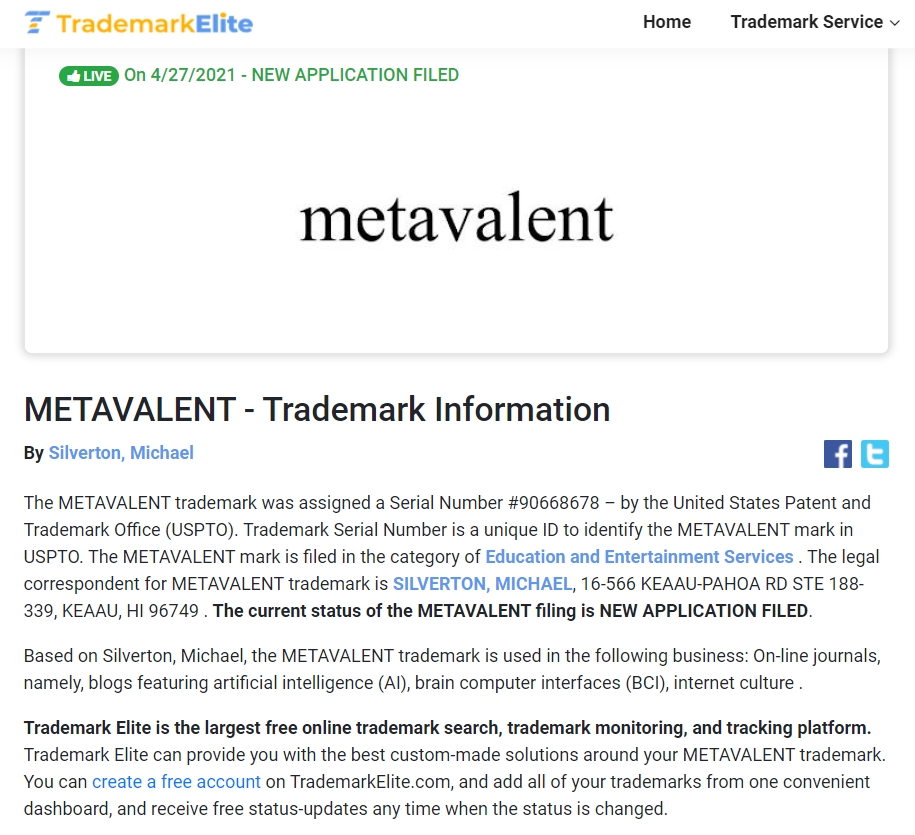 TrademarkElite
Home
Trademark Service
LIVE On 4/27/2021 - NEW APPLICATION FILED
metavalent
METAVALENT - Trademark Information
By Silverton, Michael
The METAVALENT trademark was assigned a Serial Number #90668678 – by the United States Patent and
Trademark Office (USPTO). Trademark Serial Number is a unique ID to identify the METAVALENT mark in
USPTO. The METAVALENT mark is filed in the category of Education and Entertainment Services . The legal
correspondent for METAVALENT trademark is SILVERTON, MICHAEL, 16-566 KEAAU-PAHOA RD STE 188-
339, KEAAU, HI 96749 . The current status of the METAVALENT filing is NEW APPLICATION FILED.
Based on Silverton, Michael, the METAVALENT trademark is used in the following business: On-line journals,
namely, blogs featuring artificial intelligence (AI), brain computer interfaces (BCI), internet culture .
Trademark Elite is the largest free online trademark search, trademark monitoring, and tracking platform.
Trademark Elite can provide you with the best custom-made solutions around your METAVALENT trademark.
You can create a free account on TrademarkElite.com, and add all of your trademarks from one convenient
dashboard, and receive free status-updates any time when the status is changed.